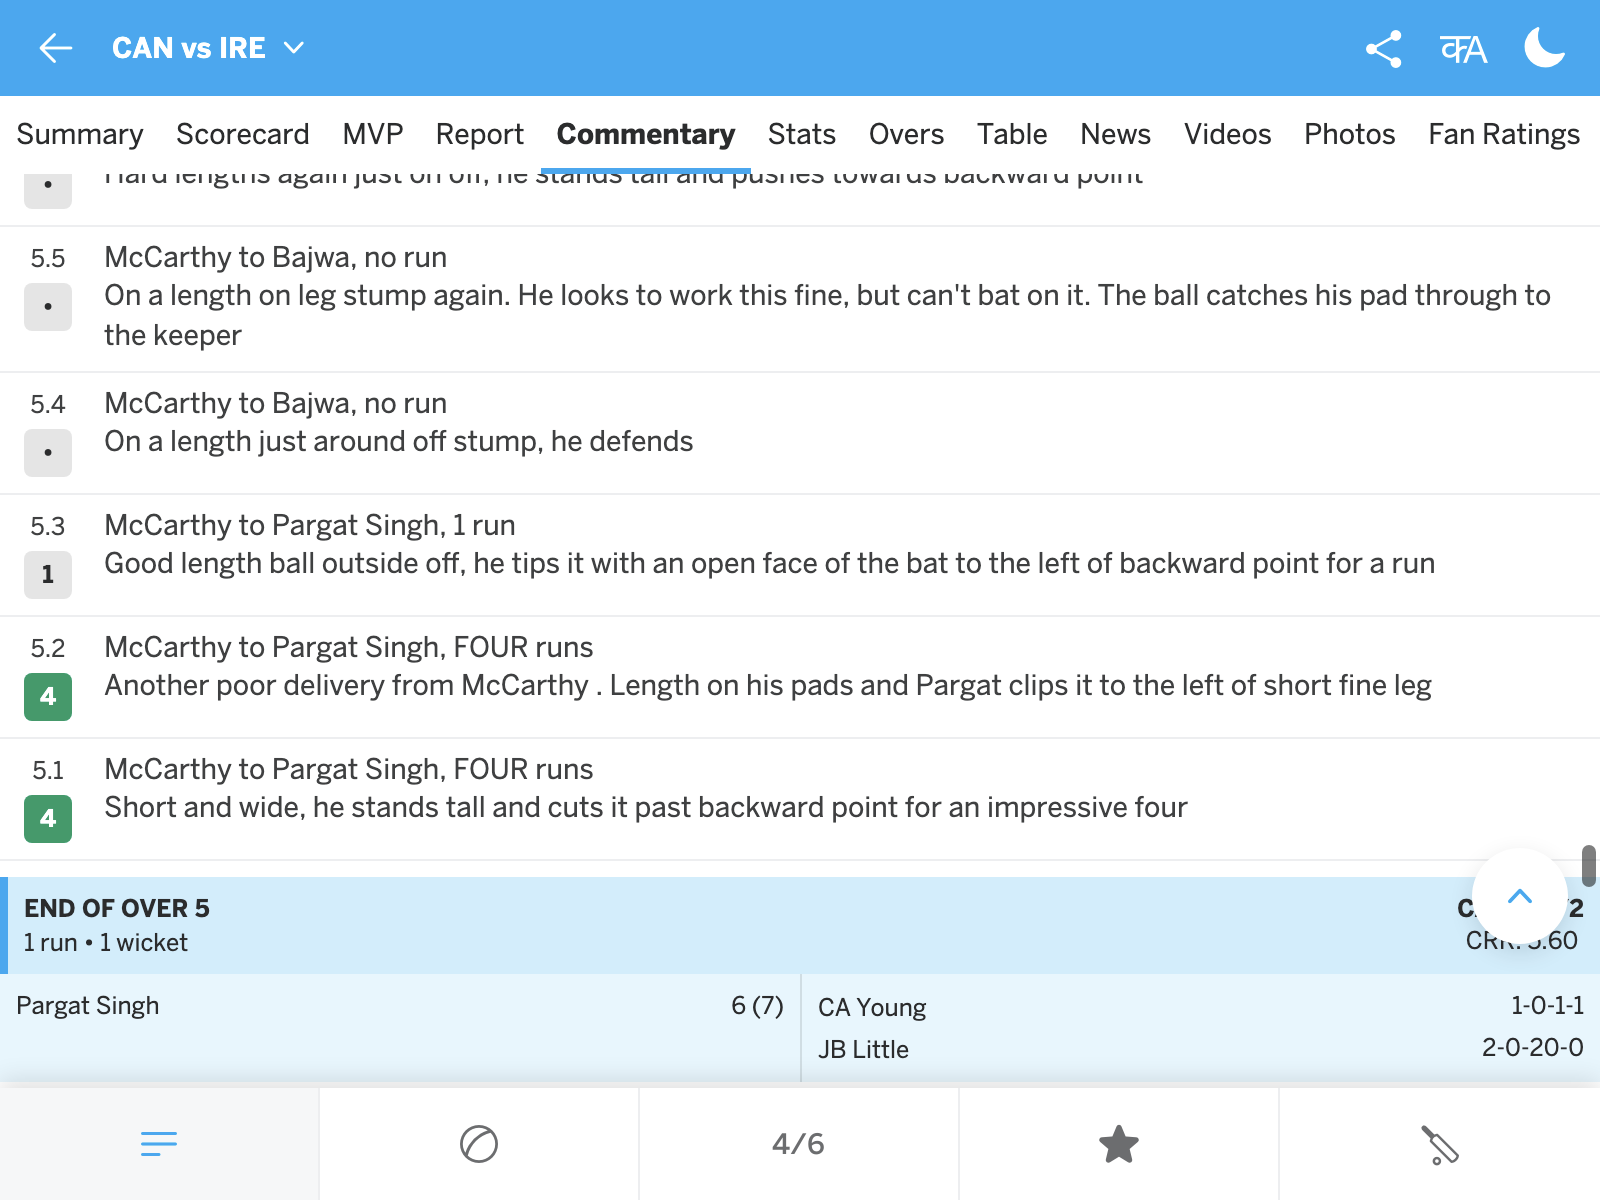 CAN vs IRE
Summary Scorecard MVP Report Commentary Stats Overs Table News Videos Photos Fan Ratings
Hard lengths again just on off, he stands tall and pushes towards backward point
5.5 McCarthy to Bajwa, no run
• On a length on leg stump again. He looks to work this fine, but can't bat on it. The ball catches his pad through to
the keeper
5.4 McCarthy to Bajwa, no run
• On a length just around off stump, he defends
5.3 McCarthy to Pargat Singh, 1 run
1 Good length ball outside off, he tips it with an open face of the bat to the left of backward point for a run
5.2 McCarthy to Pargat Singh, FOUR runs
4 Another poor delivery from McCarthy . Length on his pads and Pargat clips it to the left of short fine leg
5.1 McCarthy to Pargat Singh, FOUR runs
4 Short and wide, he stands tall and cuts it past backward point for an impressive four
END OF OVER 5
1 run • 1 wicket
CRR: 5.60
Pargat Singh 6 (7)
CA Young 1-0-1-1
JB Little 2-0-20-0
4/6